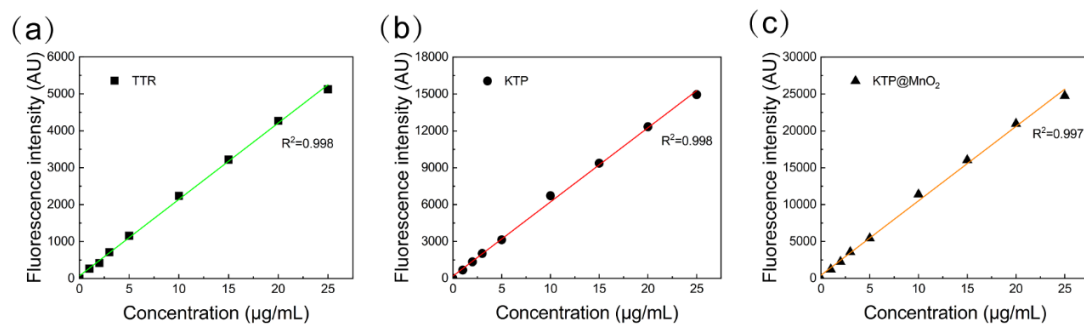 (a)
Fluorescence intensity (AU)
6000
5000
4000
3000
2000
1000
0
TTR
R²=0.998
0 5 10 15 20 25
Concentration (μg/mL)
(b)
Fluorescence intensity (AU)
18000
15000
12000
9000
6000
3000
0
KTP
R²=0.998
0 5 10 15 20 25
Concentration (μg/mL)
(c)
Fluorescence intensity (AU)
30000
25000
20000
15000
10000
5000
0
KTP@MnO₂
R²=0.997
0 5 10 15 20 25
Concentration (μg/mL)